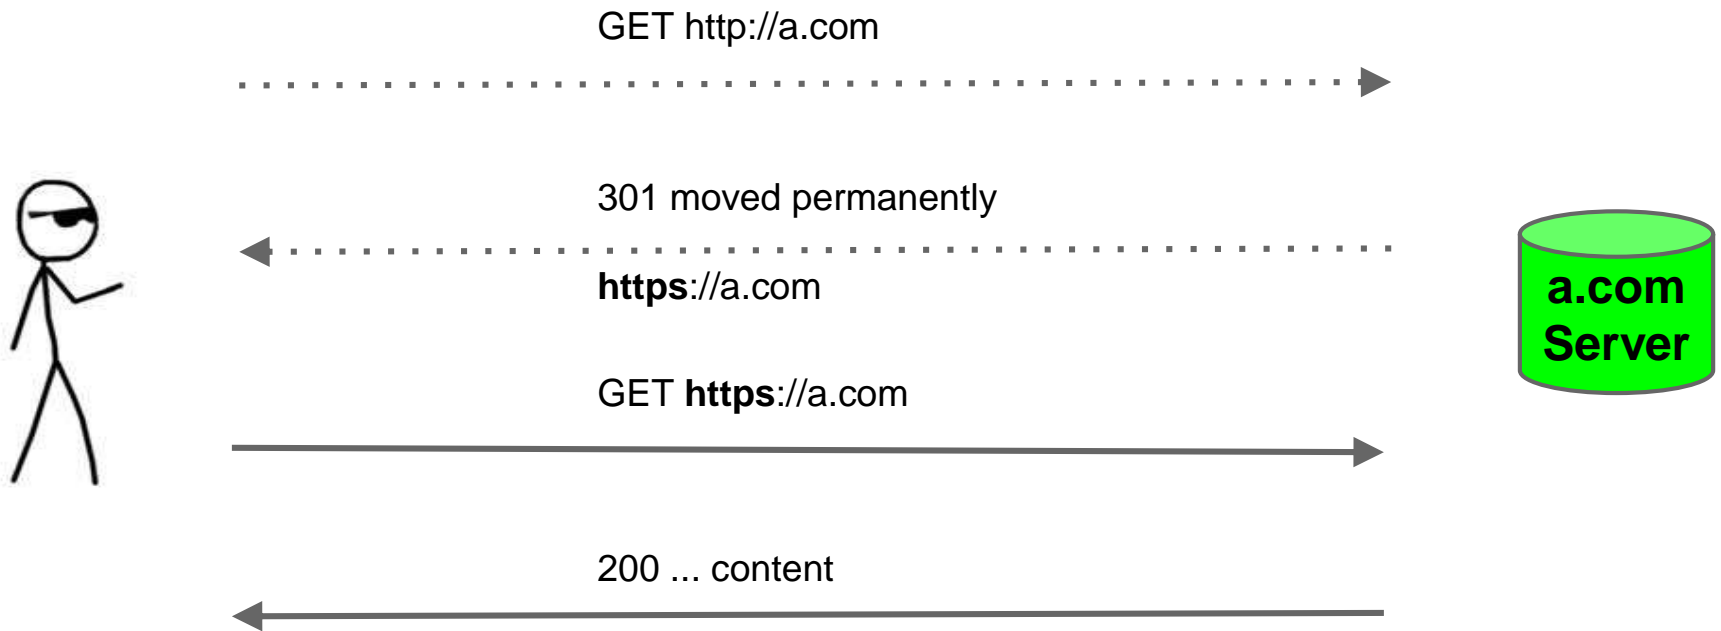 GET http://a.com
301 moved permanently
https://a.com
a.com
Server
GET https://a.com
200 ... content